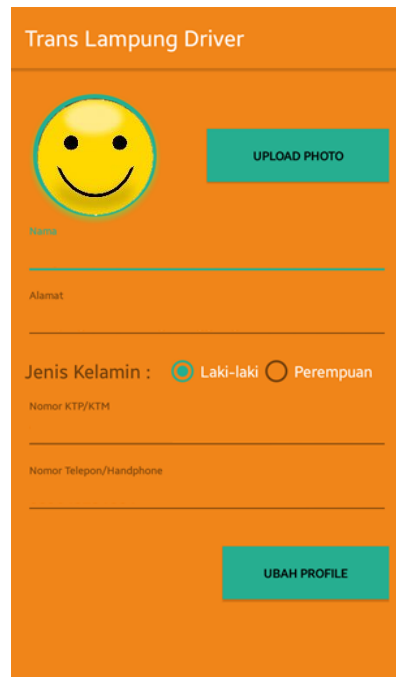 Trans Lampung Driver
UPLOAD PHOTO
Nama
Alamat
Jenis Kelamin : Laki-laki Perempuan
Nomor KTP/KTM
Nomor Telepon/Handphone
UBAH PROFILE